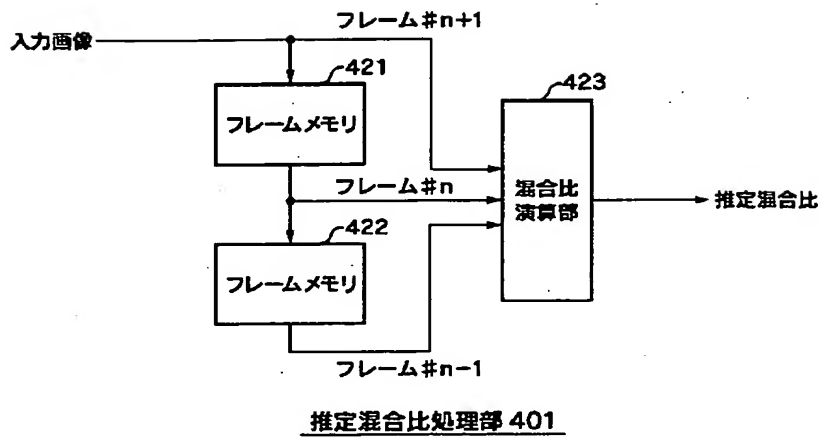 フレーム♯n+1
入力画像
421
423
フレームメモリ
フレーム♯n
混合比
演算部
推定混合比
422
フレームメモリ
フレーム♯n-1
推定混合比処理部 401